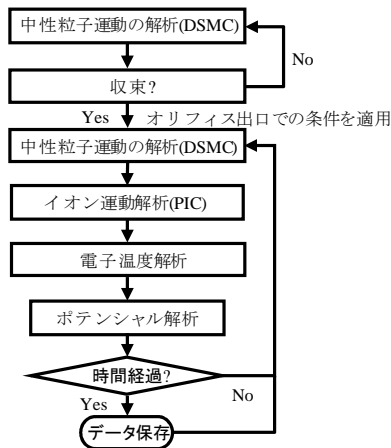 中性粒子運動の解析(DSMC)
No
収束?
Yes オリフィス出口での条件を適用
中性粒子運動の解析(DSMC)
イオン運動解析(PIC)
電子温度解析
ポテンシャル解析
時間経過?
Yes
No
データ保存